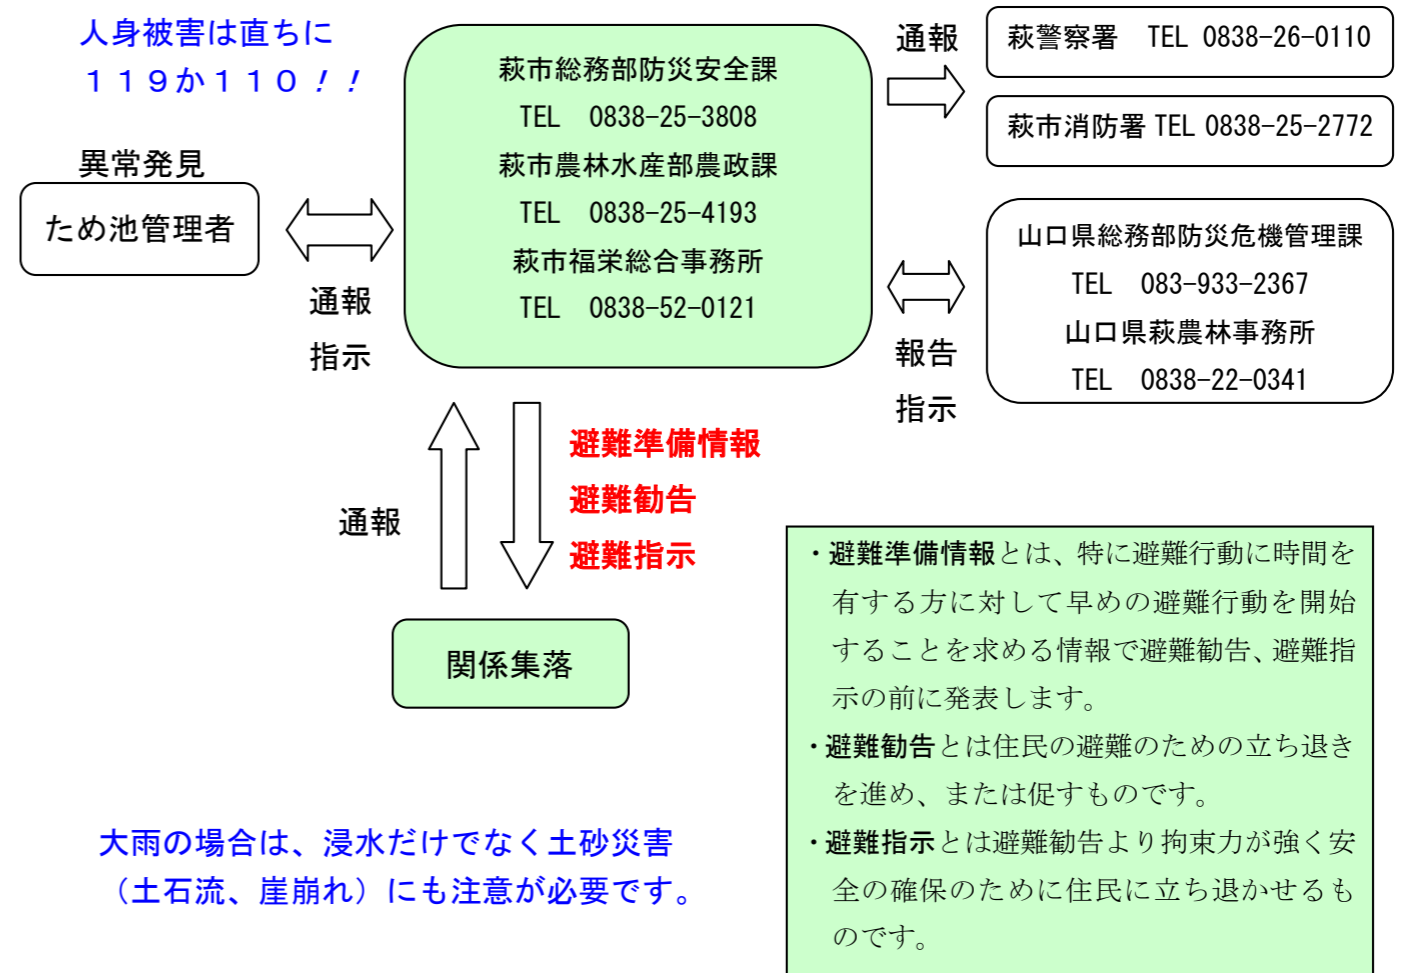 人身被害は直ちに
１１９か１１０！！
異常発見
ため池管理者
通報
指示
萩市総務部防災安全課
TEL　0838-25-3808
萩市農林水産部農政課
TEL　0838-25-4193
萩市福栄総合事務所
TEL　0838-52-0121
通報
萩警察署　TEL 0838-26-0110
萩市消防署 TEL 0838-25-2772
報告
指示
山口県総務部防災危機管理課
TEL　083-933-2367
山口県萩農林事務所
TEL　0838-22-0341
通報
避難準備情報
避難勧告
避難指示
関係集落
・避難準備情報とは、特に避難行動に時間を
有する方に対して早めの避難行動を開始
することを求める情報で避難勧告、避難指
示の前に発表します。
・避難勧告とは住民の避難のための立ち退き
を進め、または促すものです。
・避難指示とは避難勧告より拘束力が強く安
全の確保のために住民に立ち退かせるも
のです。
大雨の場合は、浸水だけでなく土砂災害
（土石流、崖崩れ）にも注意が必要です。